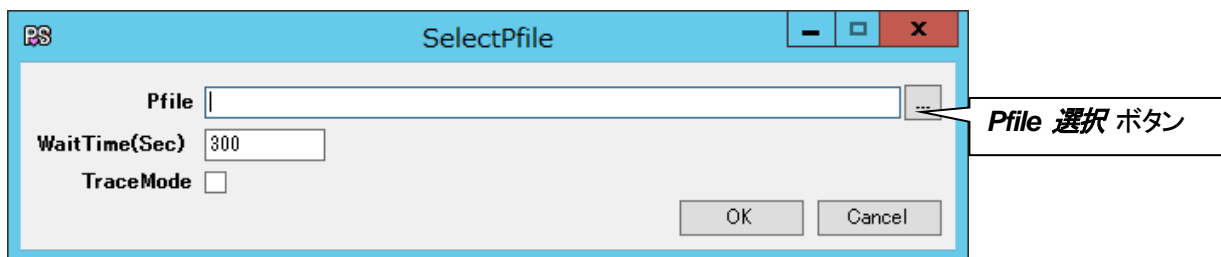 PS SelectPfile
Pfile ...
Pfile 選択 ボタン
WaitTime(Sec) 300
TraceMode
OK Cancel